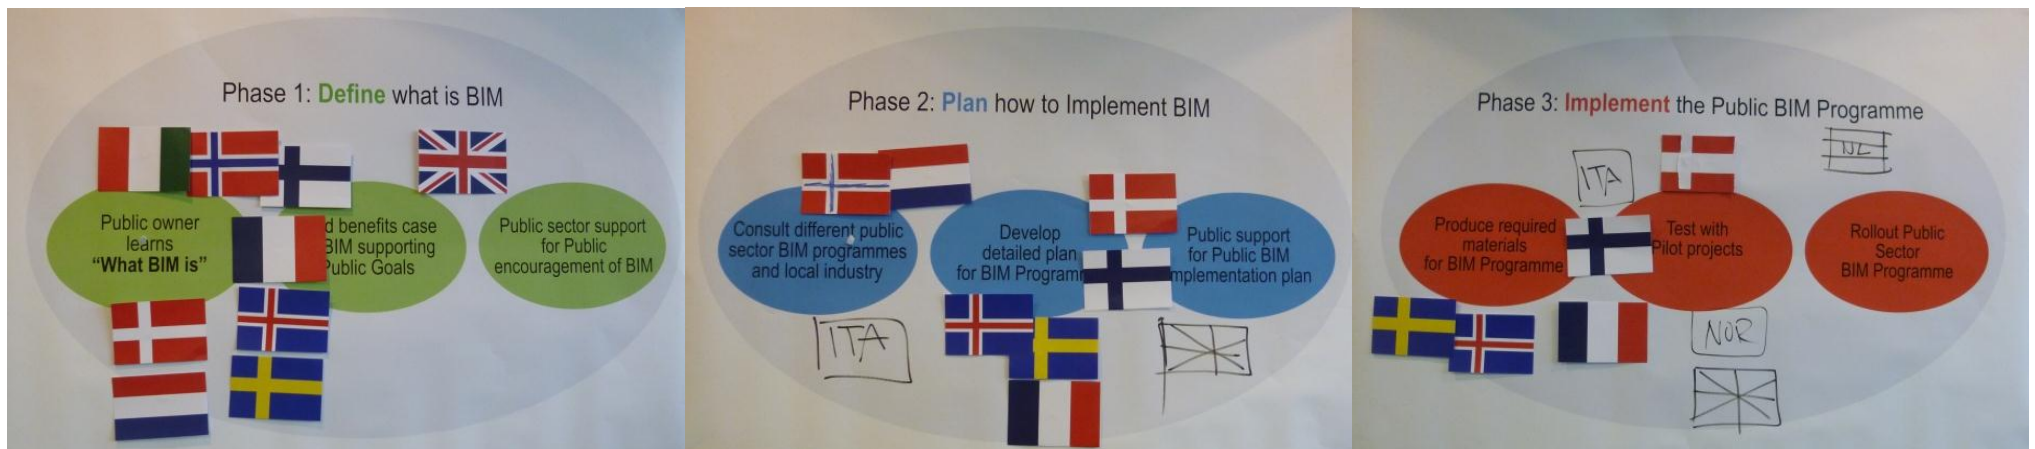 Phase 1: Define what is BIM
Public owner
learns
“What BIM is”
d benefits case
BIM supporting
Public Goals
Public sector support
for Public
encouragement of BIM
Phase 2: Plan how to Implement BIM
Consult different public
sector BIM programmes
and local industry
Develop
detailed plan
for BIM Program
Public support
for Public BIM
mplementation plan
ITA
Phase 3: Implement the Public BIM Programme
ITA
NL
Produce required
materials
for BIM Programme
Test with
Pilot projects
Rollout Public
Sector
BIM Programme
NOR